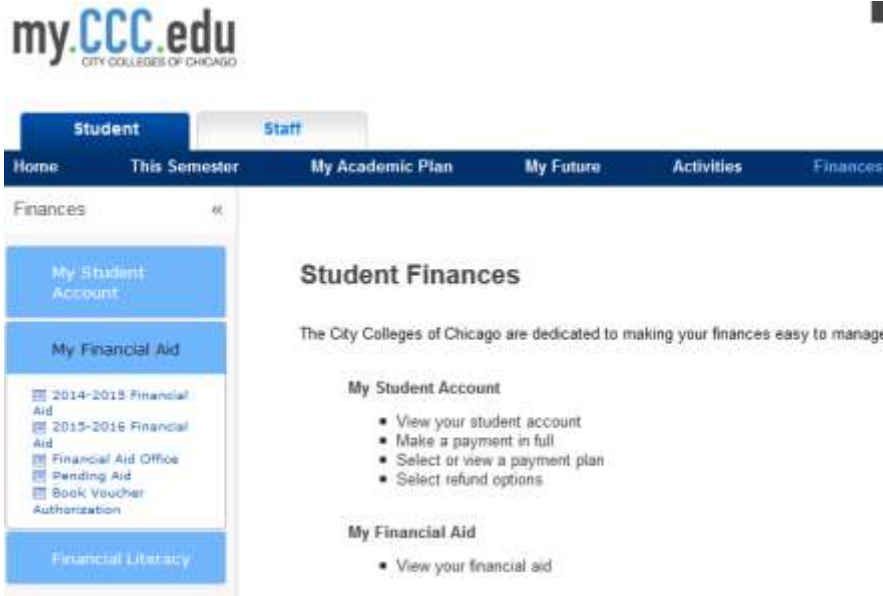 my.CCC.edu
CITY COLLEGES OF CHICAGO
Student Staff
Home This Semester My Academic Plan My Future Activities Finances
Finances «
My Student
Account
My Financial Aid
2014-2015 Financial
Aid
2015-2016 Financial
Aid
Financial Aid Office
Pending Aid
Book Voucher
Authorization
Financial Literacy
Student Finances
The City Colleges of Chicago are dedicated to making your finances easy to manage
My Student Account
• View your student account
• Make a payment in full
• Select or view a payment plan
• Select refund options
My Financial Aid
• View your financial aid